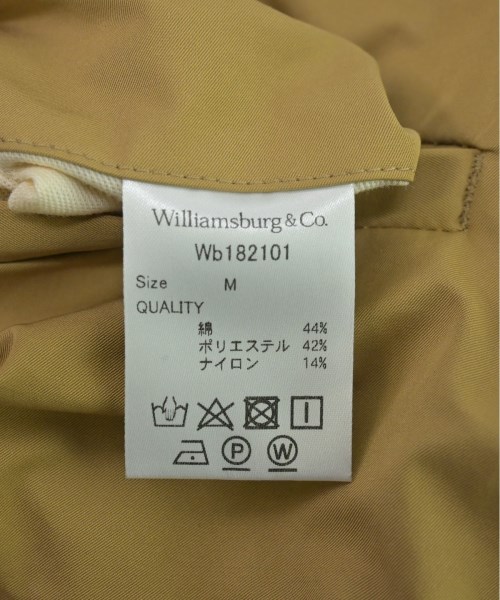 Williamsburg & Co.
Wb182101
Size M
QUALITY
綿 44%
ポリエステル 42%
ナイロン 14%
P W